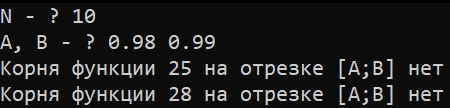 N - ? 10
A, B - ? 0.98 0.99
Корня функции 25 на отрезке [A;B] нет
Корня функции 28 на отрезке [A;B] нет